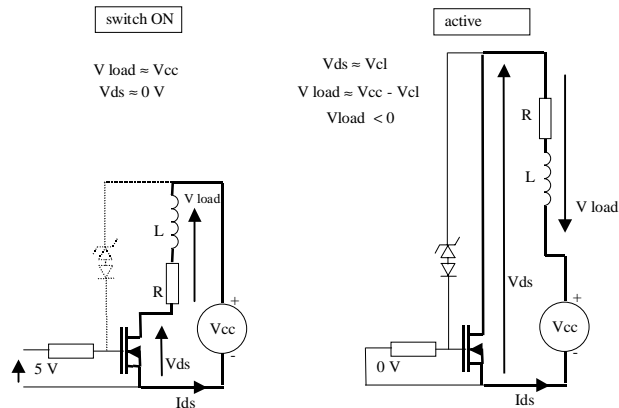 switch ON
V load ≈ Vcc
Vds ≈ 0 V
V load
L
R
+
Vcc
-
5 V
Vds
Ids
active
Vds ≈ Vcl
V load ≈ Vcc - Vcl
Vload < 0
R
L
V load
Vds
+
Vcc
-
0 V
Ids